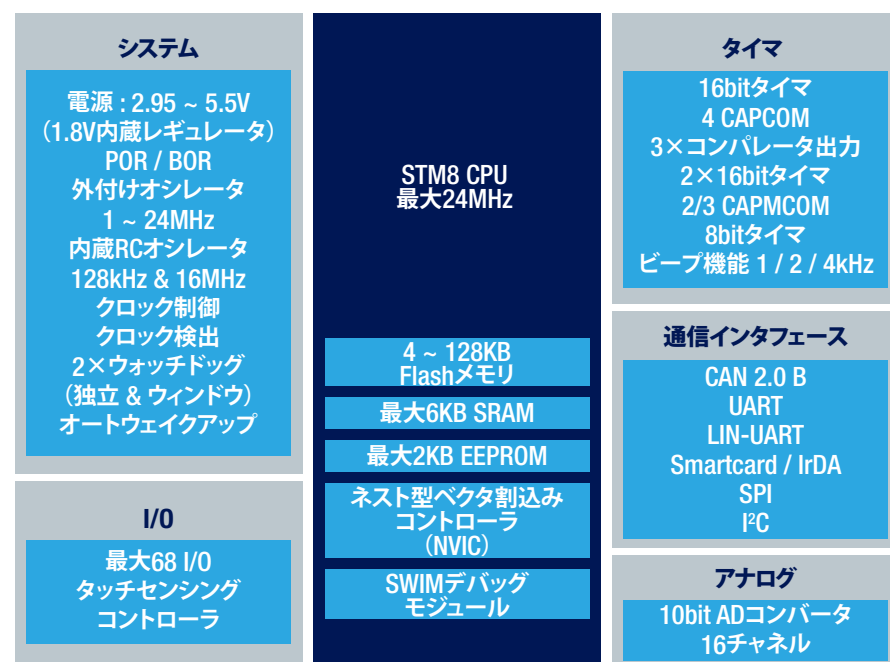 システム
電源 : 2.95 ~ 5.5V
（1.8V内蔵レギュレータ）
POR / BOR
外付けオシレータ
1 ~ 24MHz
内蔵RCオシレータ
128kHz & 16MHz
クロック制御
クロック検出
2×ウォッチドッグ
（独立 & ウィンドウ）
オートウェイクアップ
I/O
最大68 I/O
タッチセンシング
コントローラ
STM8 CPU
最大24MHz
4 ~ 128KB
Flashメモリ
最大6KB SRAM
最大2KB EEPROM
ネスト型ベクタ割込み
コントローラ
（NVIC）
SWIMデバッグ
モジュール
タイマ
16bitタイマ
4 CAPCOM
3×コンパレータ出力
2×16bitタイマ
2/3 CAPMCOM
8bitタイマ
ビープ機能 1 / 2 / 4kHz
通信インタフェース
CAN 2.0 B
UART
LIN-UART
Smartcard / IrDA
SPI
I²C
アナログ
10bit ADコンバータ
16チャネル